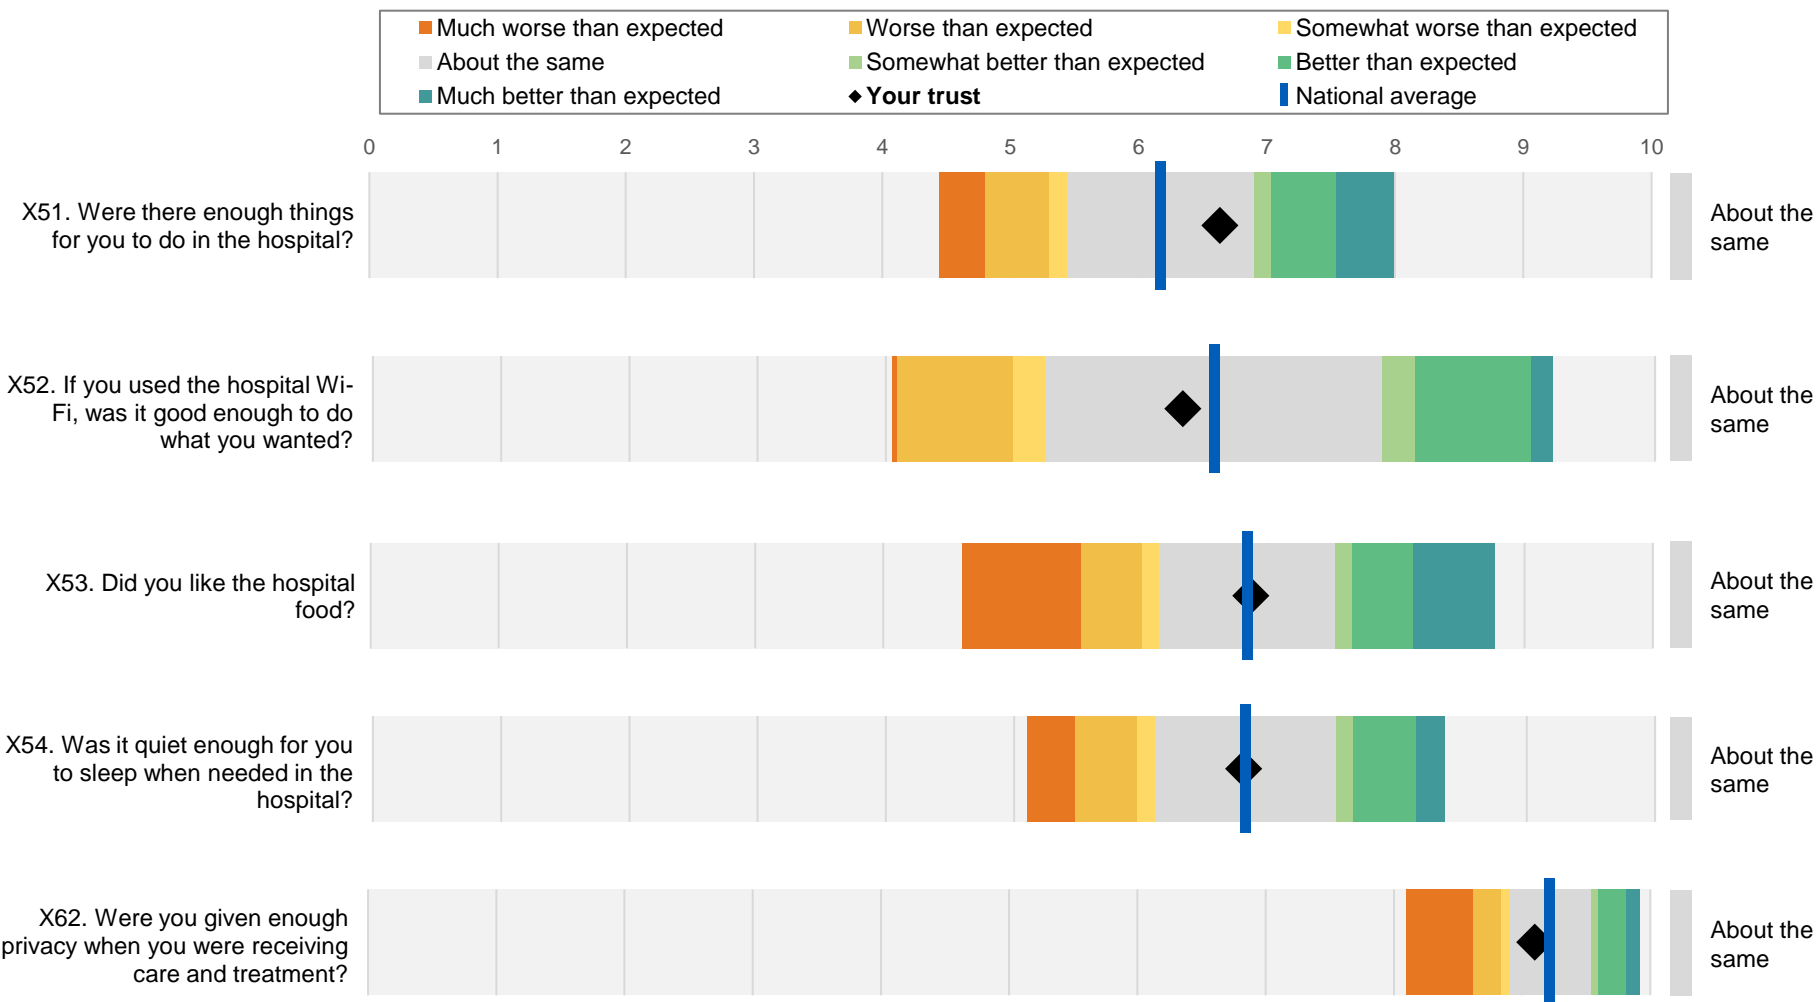 Much worse than expected
Worse than expected
Somewhat worse than expected
About the same
Somewhat better than expected
Better than expected
Much better than expected
Your trust
National average
0 1 2 3 4 5 6 7 8 9 10
X51. Were there enough things
for you to do in the hospital?
About the
same
X52. If you used the hospital Wi-
Fi, was it good enough to do
what you wanted?
About the
same
X53. Did you like the hospital
food?
About the
same
X54. Was it quiet enough for you
to sleep when needed in the
hospital?
About the
same
X62. Were you given enough
privacy when you were receiving
care and treatment?
About the
same